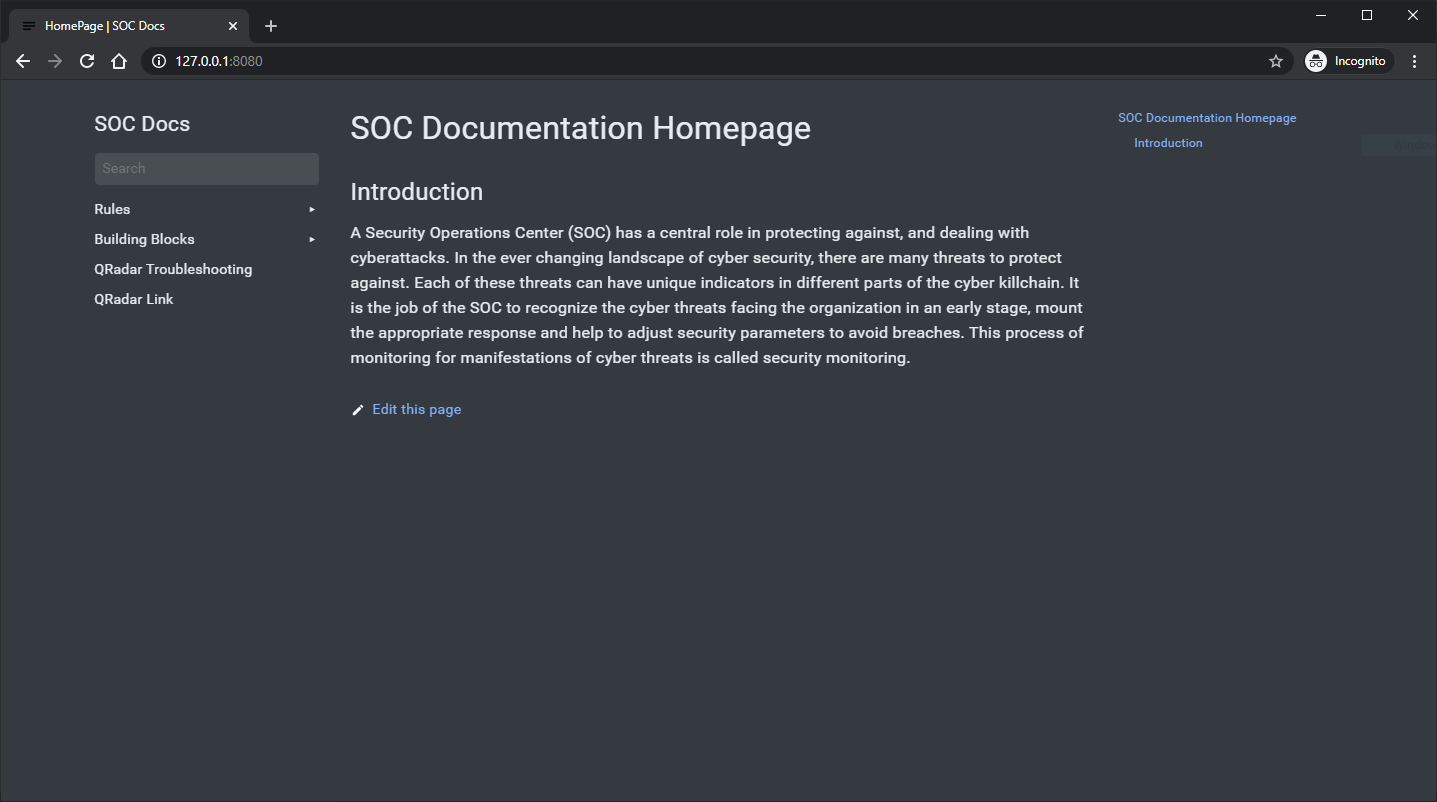 HomePage | SOC Docs
127.0.0.1:8080
Incognito
SOC Docs
Search
Rules
Building Blocks
QRadar Troubleshooting
QRadar Link
SOC Documentation Homepage
Introduction
A Security Operations Center (SOC) has a central role in protecting against, and dealing with
cyberattacks. In the ever changing landscape of cyber security, there are many threats to protect
against. Each of these threats can have unique indicators in different parts of the cyber killchain. It
is the job of the SOC to recognize the cyber threats facing the organization in an early stage, mount
the appropriate response and help to adjust security parameters to avoid breaches. This process of
monitoring for manifestations of cyber threats is called security monitoring.
Edit this page
SOC Documentation Homepage
Introduction